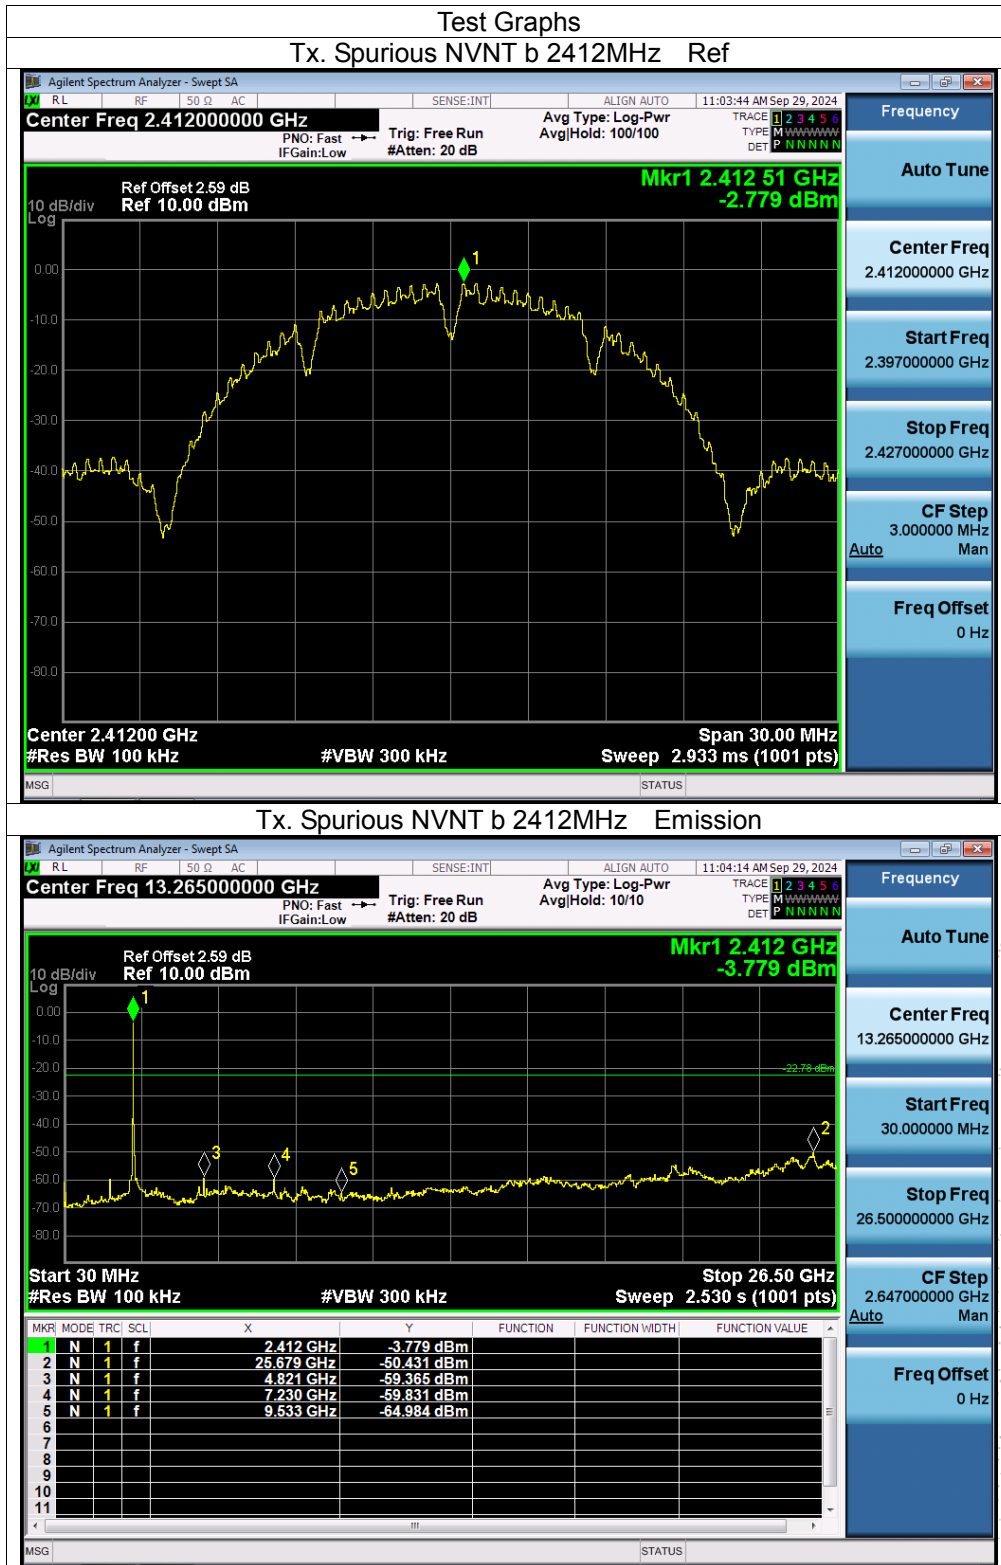 Test Graphs
Tx. Spurious NVNT b 2412MHz Ref
Agilent Spectrum Analyzer - Swept SA
LXI RL RF 50 Ω AC SENSE:INT ALIGN AUTO 11:03:44 AM Sep 29, 2024
Center Freq 2.412000000 GHz
PNO: Fast Trig: Free Run Avg Type: Log-Pwr TRACE 1 2 3 4 5 6
IFGain:Low #Atten: 20 dB Avg|Hold: 100/100 TYPE M WWWWW
DET P N N N N N
Frequency
Mkr1 2.412 51 GHz
-2.779 dBm
Ref Offset 2.59 dB
10 dB/div Ref 10.00 dBm
Log
1
0.00
-10.0
-20.0
-30.0
-40.0
-50.0
-60.0
-70.0
-80.0
Center 2.41200 GHz Span 30.00 MHz
#Res BW 100 kHz #VBW 300 kHz Sweep 2.933 ms (1001 pts)
Auto Tune
Center Freq
2.412000000 GHz
Start Freq
2.397000000 GHz
Stop Freq
2.427000000 GHz
CF Step
3.000000 MHz
Auto Man
Freq Offset
0 Hz
MSG STATUS
Tx. Spurious NVNT b 2412MHz Emission
Agilent Spectrum Analyzer - Swept SA
LXI RL RF 50 Ω AC SENSE:INT ALIGN AUTO 11:04:14 AM Sep 29, 2024
Center Freq 13.265000000 GHz
PNO: Fast Trig: Free Run Avg Type: Log-Pwr TRACE 1 2 3 4 5 6
IFGain:Low #Atten: 20 dB Avg|Hold: 10/10 TYPE M WWWWW
DET P N N N N N
Frequency
Mkr1 2.412 GHz
-3.779 dBm
Ref Offset 2.59 dB
10 dB/div Ref 10.00 dBm
Log
1
0.00
-10.0
-20.0
-22.78 dBm
-30.0
-40.0
2
-50.0
3 4 5
-60.0
-70.0
-80.0
Start 30 MHz Stop 26.50 GHz
#Res BW 100 kHz #VBW 300 kHz Sweep 2.530 s (1001 pts)
MKR MODE TRC SCL X Y FUNCTION FUNCTION WIDTH FUNCTION VALUE
1 N 1 f 2.412 GHz -3.779 dBm
2 N 1 f 25.679 GHz -50.431 dBm
3 N 1 f 4.821 GHz -59.365 dBm
4 N 1 f 7.230 GHz -59.831 dBm
5 N 1 f 9.533 GHz -64.984 dBm
6
7
8
9
10
11
Auto Tune
Center Freq
13.265000000 GHz
Start Freq
30.000000 MHz
Stop Freq
26.500000000 GHz
CF Step
2.647000000 GHz
Auto Man
Freq Offset
0 Hz
MSG STATUS